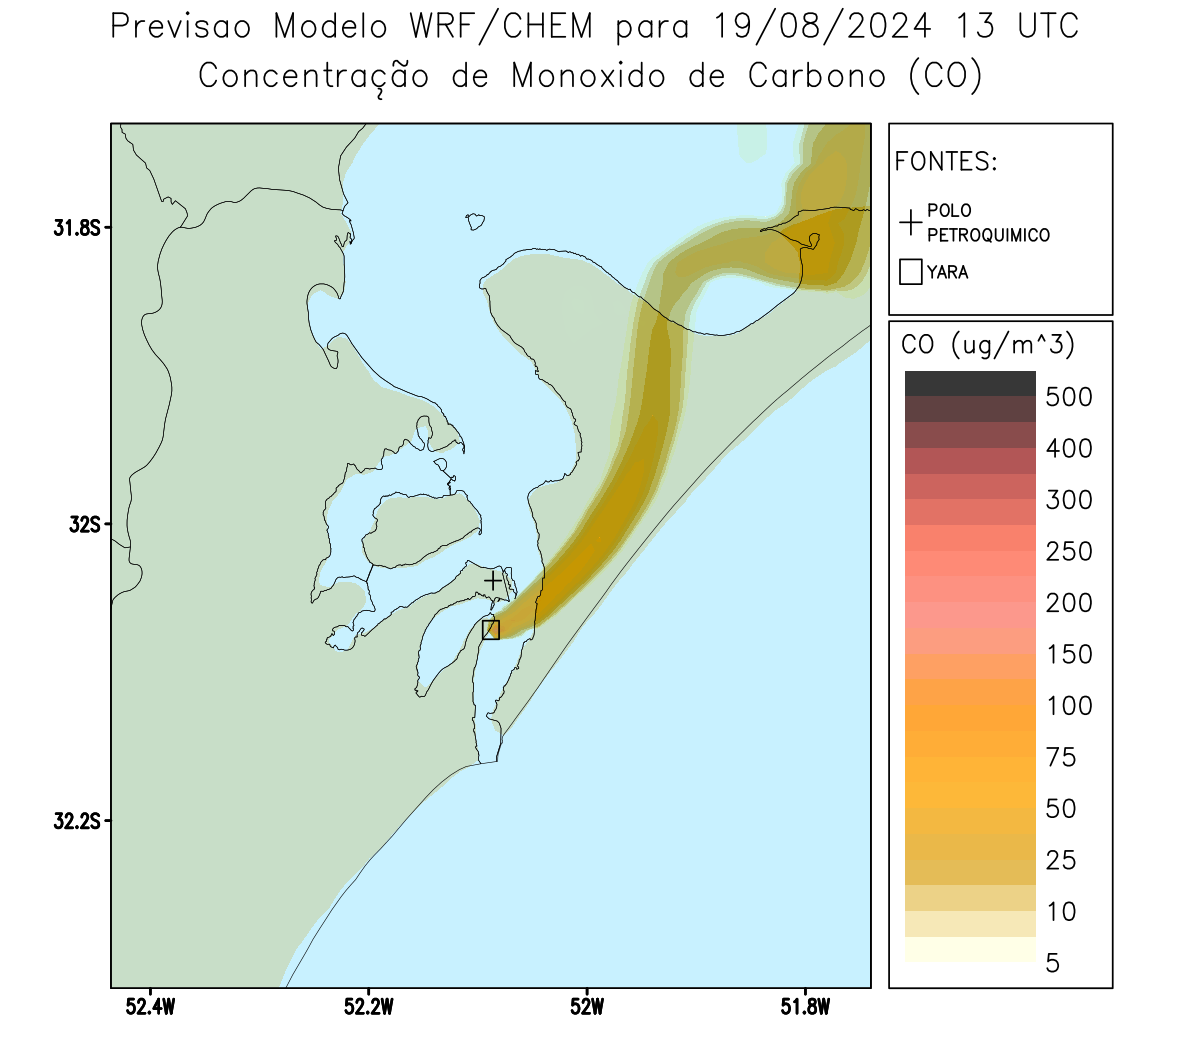 Previsao Modelo WRF/CHEM para 19/08/2024 13 UTC
Concentração de Monoxido de Carbono (CO)
FONTES:
POLO
PETROQUIMICO
YARA
CO (ug/m^3)
500
400
300
250
200
150
100
75
50
25
10
5
31.8S
32S
32.2S
52.4W
52.2W
52W
51.8W